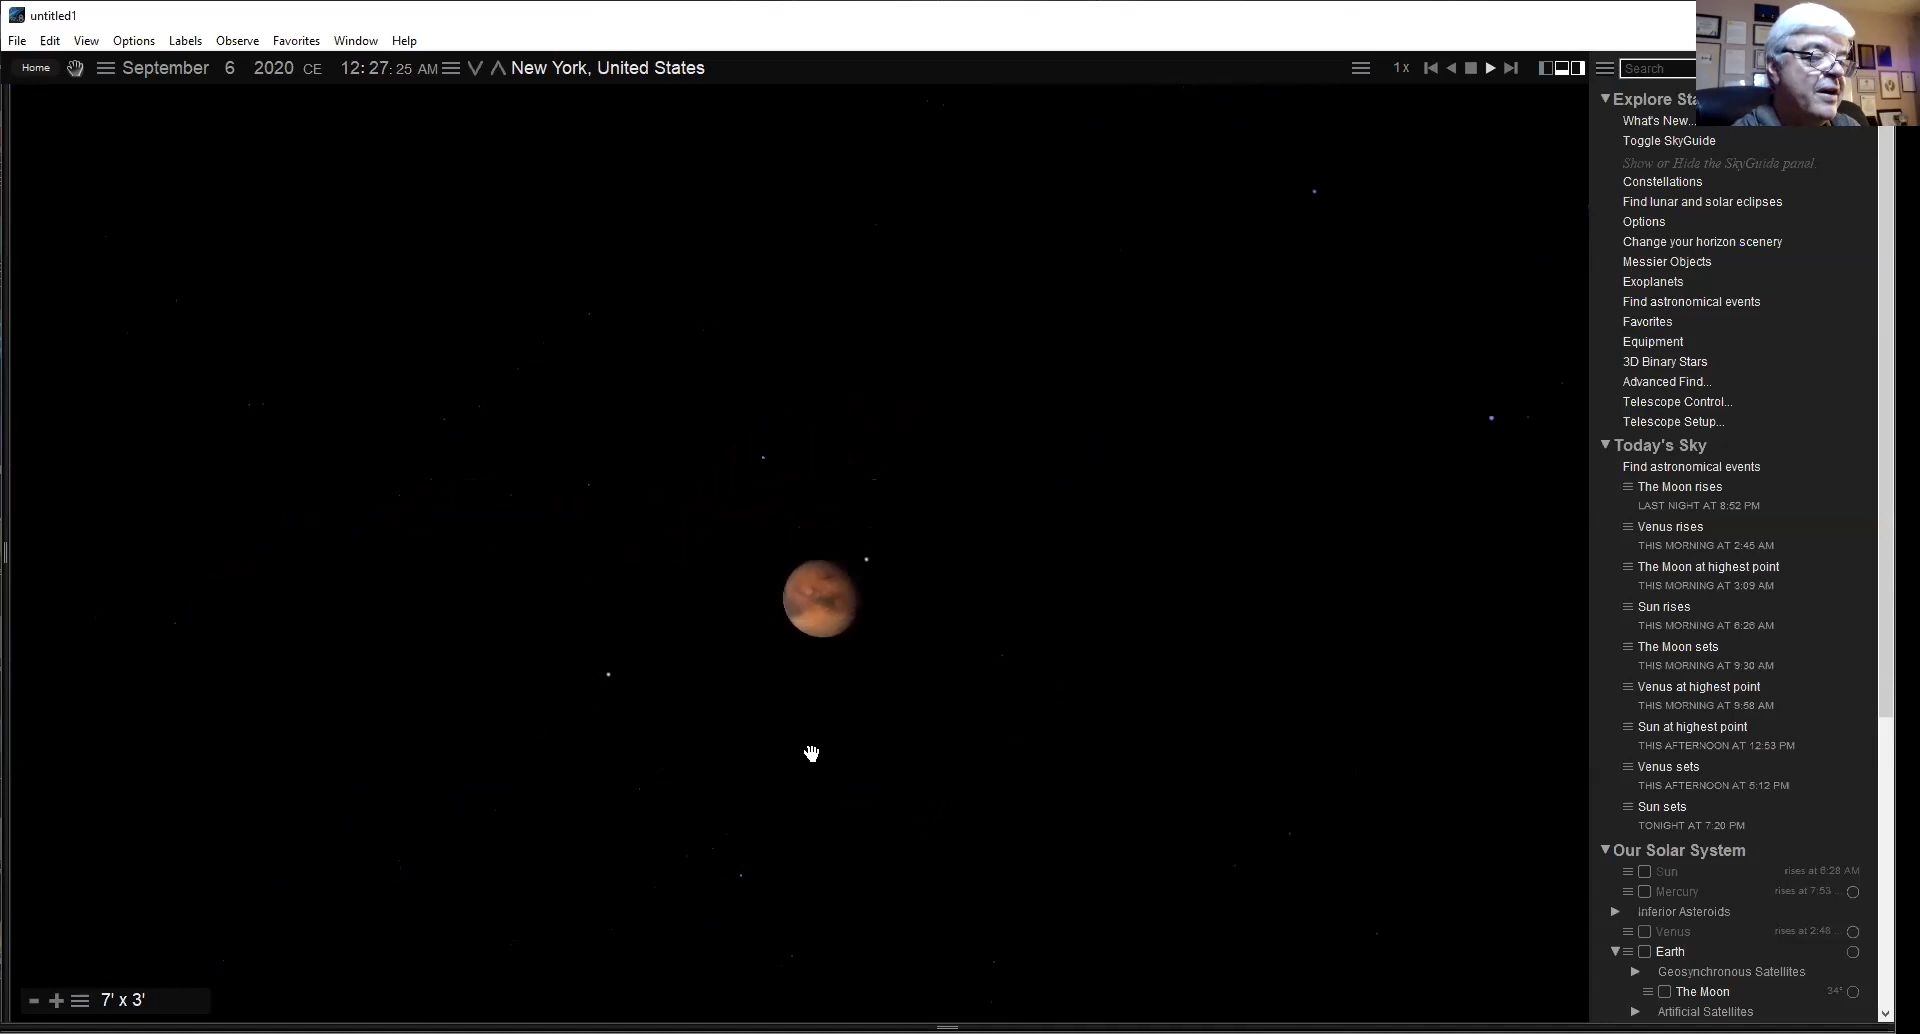 untitled1
File Edit View Options Labels Observe Favorites Window Help
Home September 6 2020 CE 12:27:25 AM New York, United States 1x Search
Explore Sta
What's New...
Toggle SkyGuide
Show or Hide the SkyGuide panel.
Constellations
Find lunar and solar eclipses
Options
Change your horizon scenery
Messier Objects
Exoplanets
Find astronomical events
Favorites
Equipment
3D Binary Stars
Advanced Find...
Telescope Control...
Telescope Setup...
Today's Sky
Find astronomical events
The Moon rises
LAST NIGHT AT 8:52 PM
Venus rises
THIS MORNING AT 2:45 AM
The Moon at highest point
THIS MORNING AT 3:09 AM
Sun rises
THIS MORNING AT 6:26 AM
The Moon sets
THIS MORNING AT 9:30 AM
Venus at highest point
THIS MORNING AT 9:58 AM
Sun at highest point
THIS AFTERNOON AT 12:53 PM
Venus sets
THIS AFTERNOON AT 5:12 PM
Sun sets
TONIGHT AT 7:20 PM
Our Solar System
Sun rises at 6:28 AM
Mercury rises at 7:53 ...
Inferior Asteroids
Venus rises at 2:48 ...
Earth
Geosynchronous Satellites
The Moon 34°
Artificial Satellites
7' x 3'